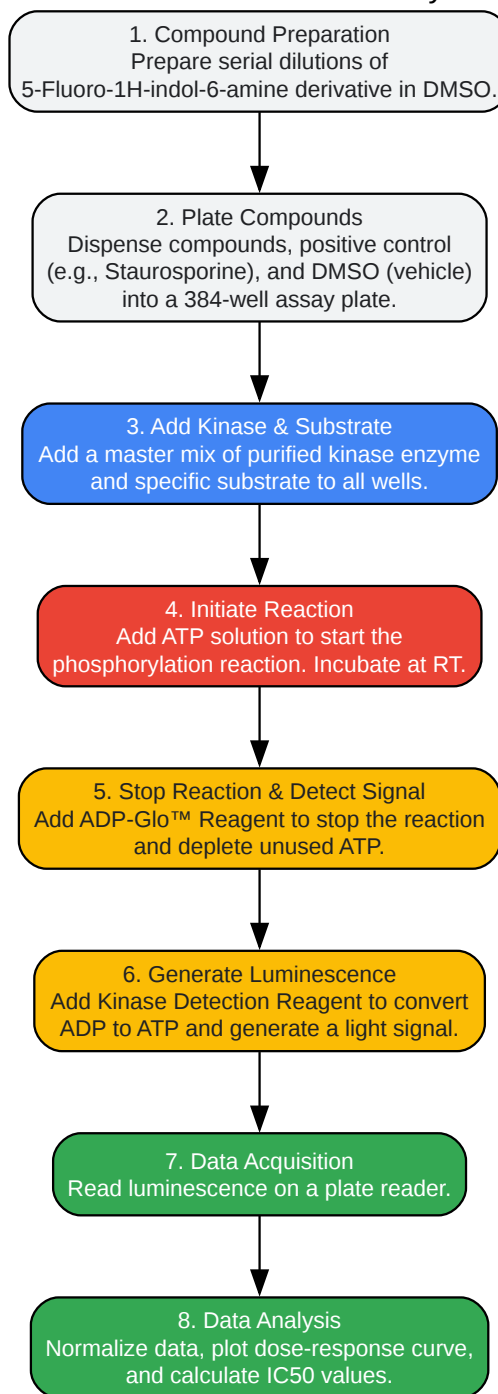 1. Compound Preparation
Prepare serial dilutions of
5-Fluoro-1H-indol-6-amine derivative in DMSO.
2. Plate Compounds
Dispense compounds, positive control
(e.g., Staurosporine), and DMSO (vehicle)
into a 384-well assay plate.
3. Add Kinase & Substrate
Add a master mix of purified kinase enzyme
and specific substrate to all wells.
4. Initiate Reaction
Add ATP solution to start the
phosphorylation reaction. Incubate at RT.
5. Stop Reaction & Detect Signal
Add ADP-Glo™ Reagent to stop the reaction
and deplete unused ATP.
6. Generate Luminescence
Add Kinase Detection Reagent to convert
ADP to ATP and generate a light signal.
7. Data Acquisition
Read luminescence on a plate reader.
8. Data Analysis
Normalize data, plot dose-response curve,
and calculate IC50 values.